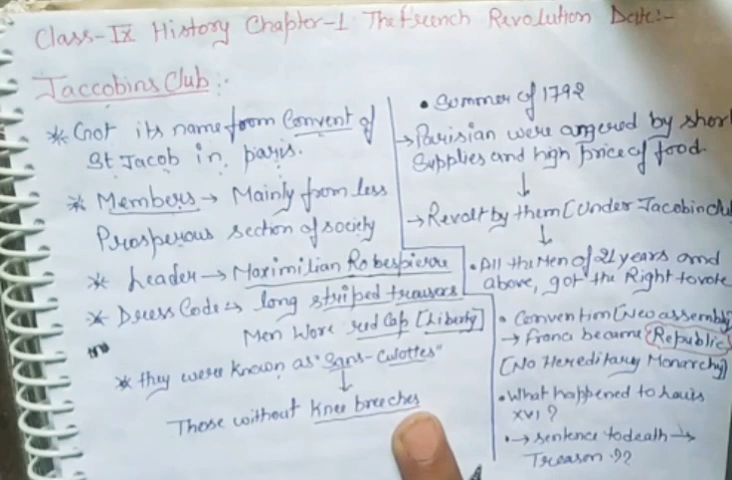 Class-IX History Chapter-1 The French Revolution Date:-
Jaccobins Club:-
* Got its name from Convent of
St Jacob in paris.
* Members → Mainly from less
Prosperous section of society
* Leader → Maximilian Robespierre
* Dress Code → long striped trousers
Men wore red Cap [Liberty]
* they were known as "Sans-Culottes"
↓
Those without Knee breeches
• Summer of 1792
→ Parisian were angered by short
Supplies and high price of food.
↓
→ Revolt by them [Under Jacobin clu
↓
• All the Men of 21 years and
above, got the Right to vote
• Convention [New assembly
→ Franc became Republic
[No Hereditary Monarchy]
• What happened to Louis
XVI?
• → sentence to death →
Treason.??